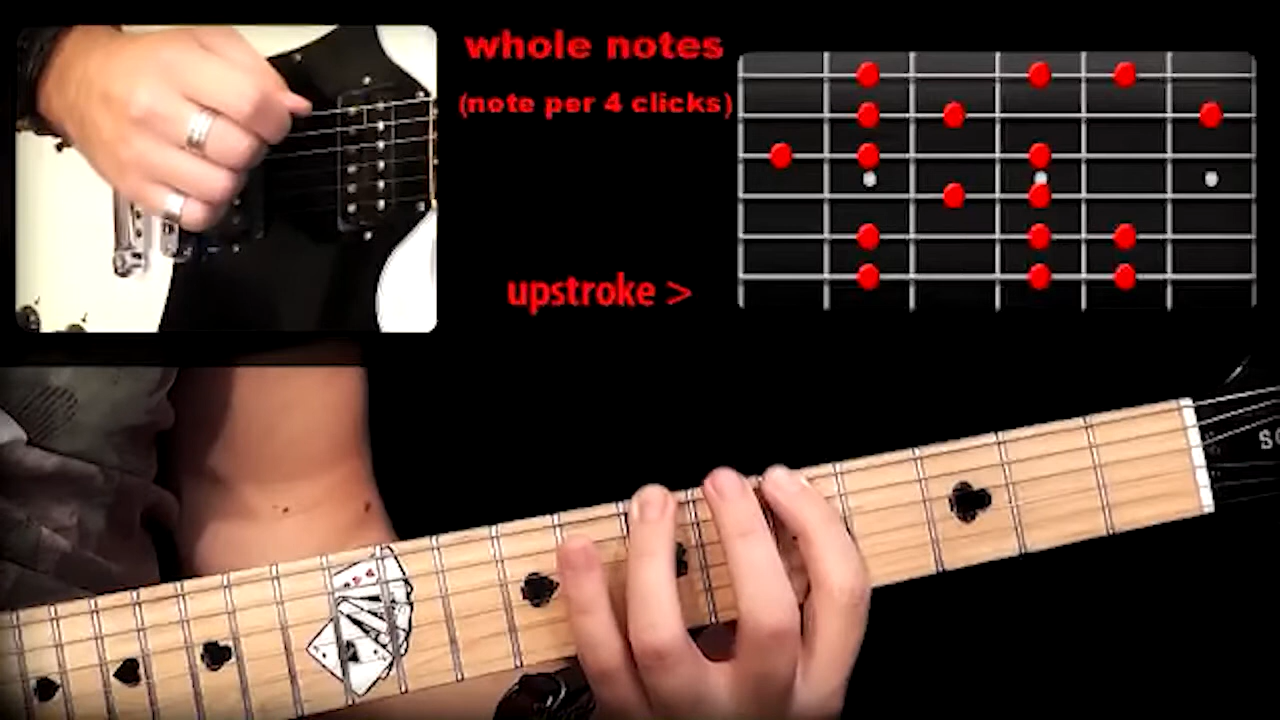 whole notes
(note per 4 clicks)
upstroke >